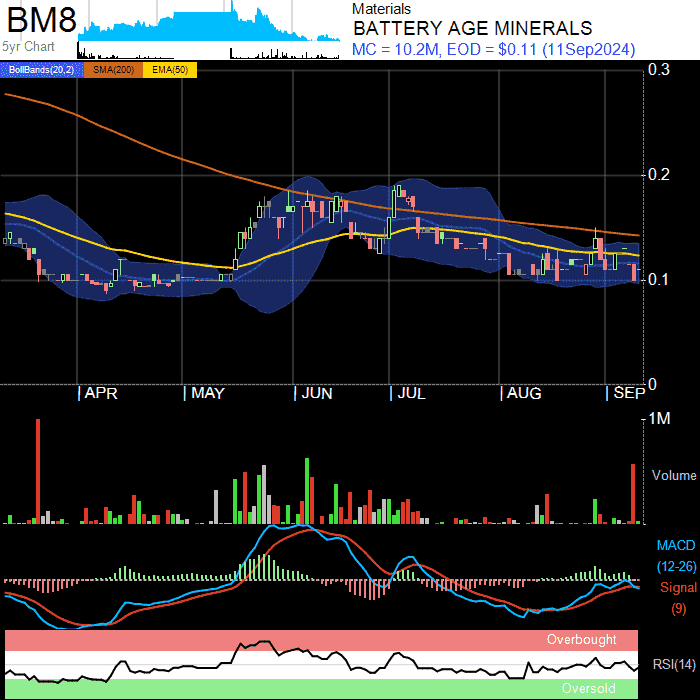 BM8
5yr Chart
Materials
BATTERY AGE MINERALS
MC = 10.2M, EOD = $0.11 (11Sep2024)
BollBands(20,2) SMA(200) EMA(50)
0.3
0.2
0.1
0
| APR | MAY | JUN | JUL | AUG | SEP
1M
Volume
MACD
(12-26)
Signal
(9)
Overbought
RSI(14)
Oversold